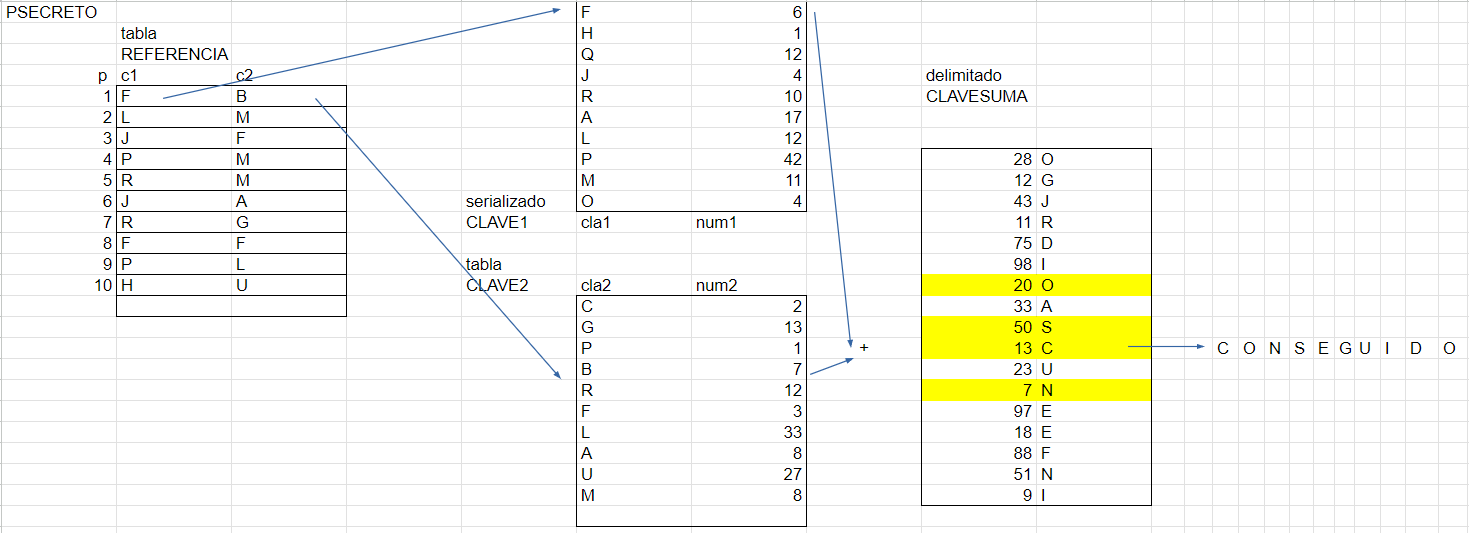 PSECRETO
tabla
REFERENCIA
p c1 c2
1 F B
2 L M
3 J F
4 P M
5 R M
6 J A
7 R G
8 F F
9 P L
10 H U
F 6
H 1
Q 12
J 4
R 10
A 17
L 12
P 42
M 11
serializado O 4
CLAVE1 cla1 num1
tabla
CLAVE2 cla2 num2
C 2
G 13
P 1
B 7
R 12
F 3
L 33
A 8
U 27
M 8
+
delimitado
CLAVESUMA
28 O
12 G
43 J
11 R
75 D
98 I
20 O
33 A
50 S
13 C
23 U
7 N
97 E
18 E
88 F
51 N
9 I
C O N S E G U I D O